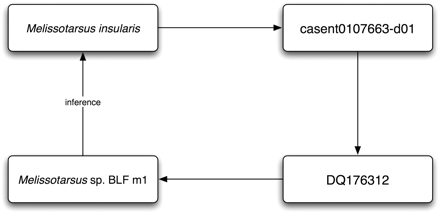 Melissotarsus insularis
casent0107663-d01
inference
Melissotarsus sp. BLF m1
DQ176312